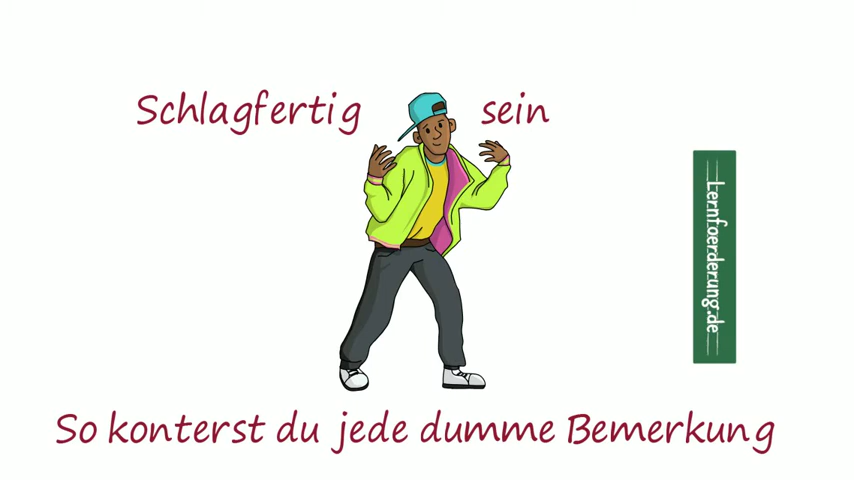 Schlagfertig sein
Lernfoerderung.de
So konterst du jede dumme Bemerkung